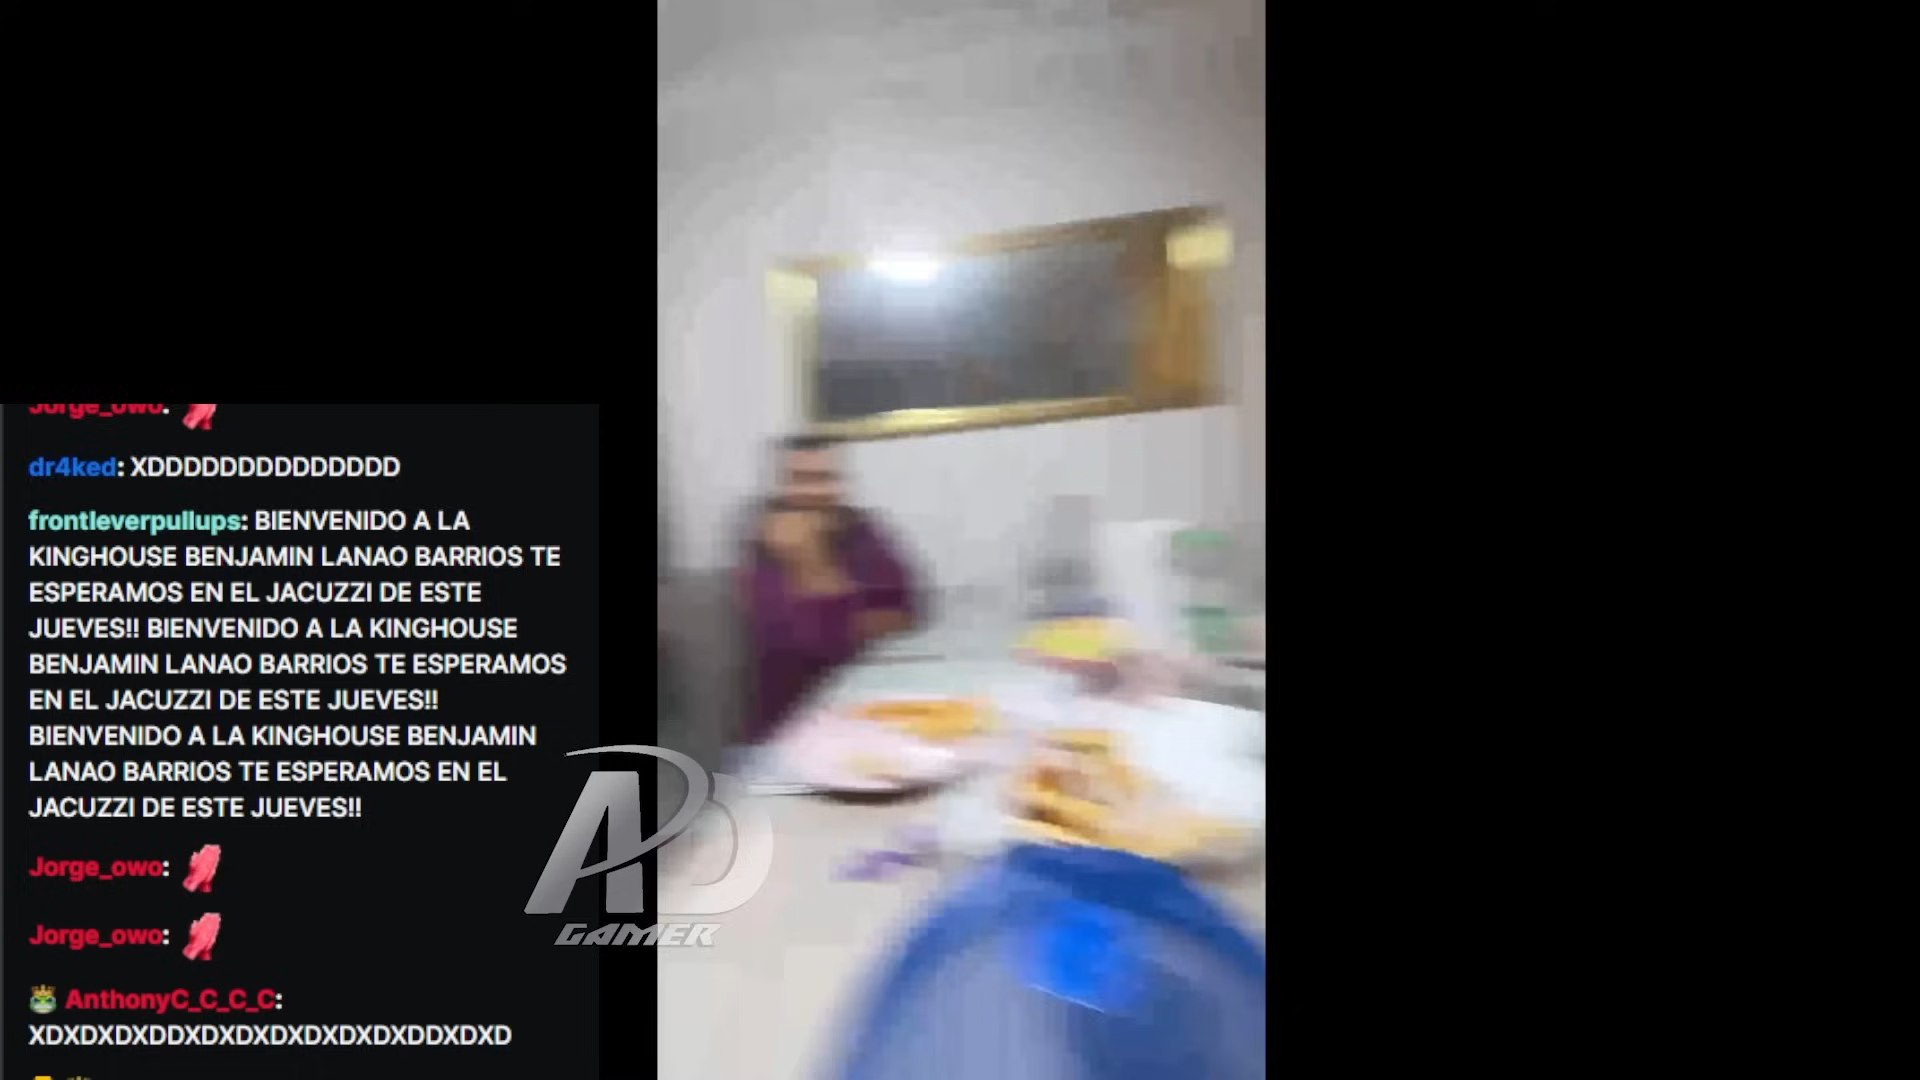 Jorge_owo:
dr4ked: XDDDDDDDDDDDDDD
frontleverpullups: BIENVENIDO A LA
KINGHOUSE BENJAMIN LANAO BARRIOS TE
ESPERAMOS EN EL JACUZZI DE ESTE
JUEVES!! BIENVENIDO A LA KINGHOUSE
BENJAMIN LANAO BARRIOS TE ESPERAMOS
EN EL JACUZZI DE ESTE JUEVES!!
BIENVENIDO A LA KINGHOUSE BENJAMIN
LANAO BARRIOS TE ESPERAMOS EN EL
JACUZZI DE ESTE JUEVES!!
Jorge_owo:
Jorge_owo:
AnthonyC_C_C_C:
XDXDXDXDDXDXDXDXDXDXDXDDXDXD
AD
GAMER